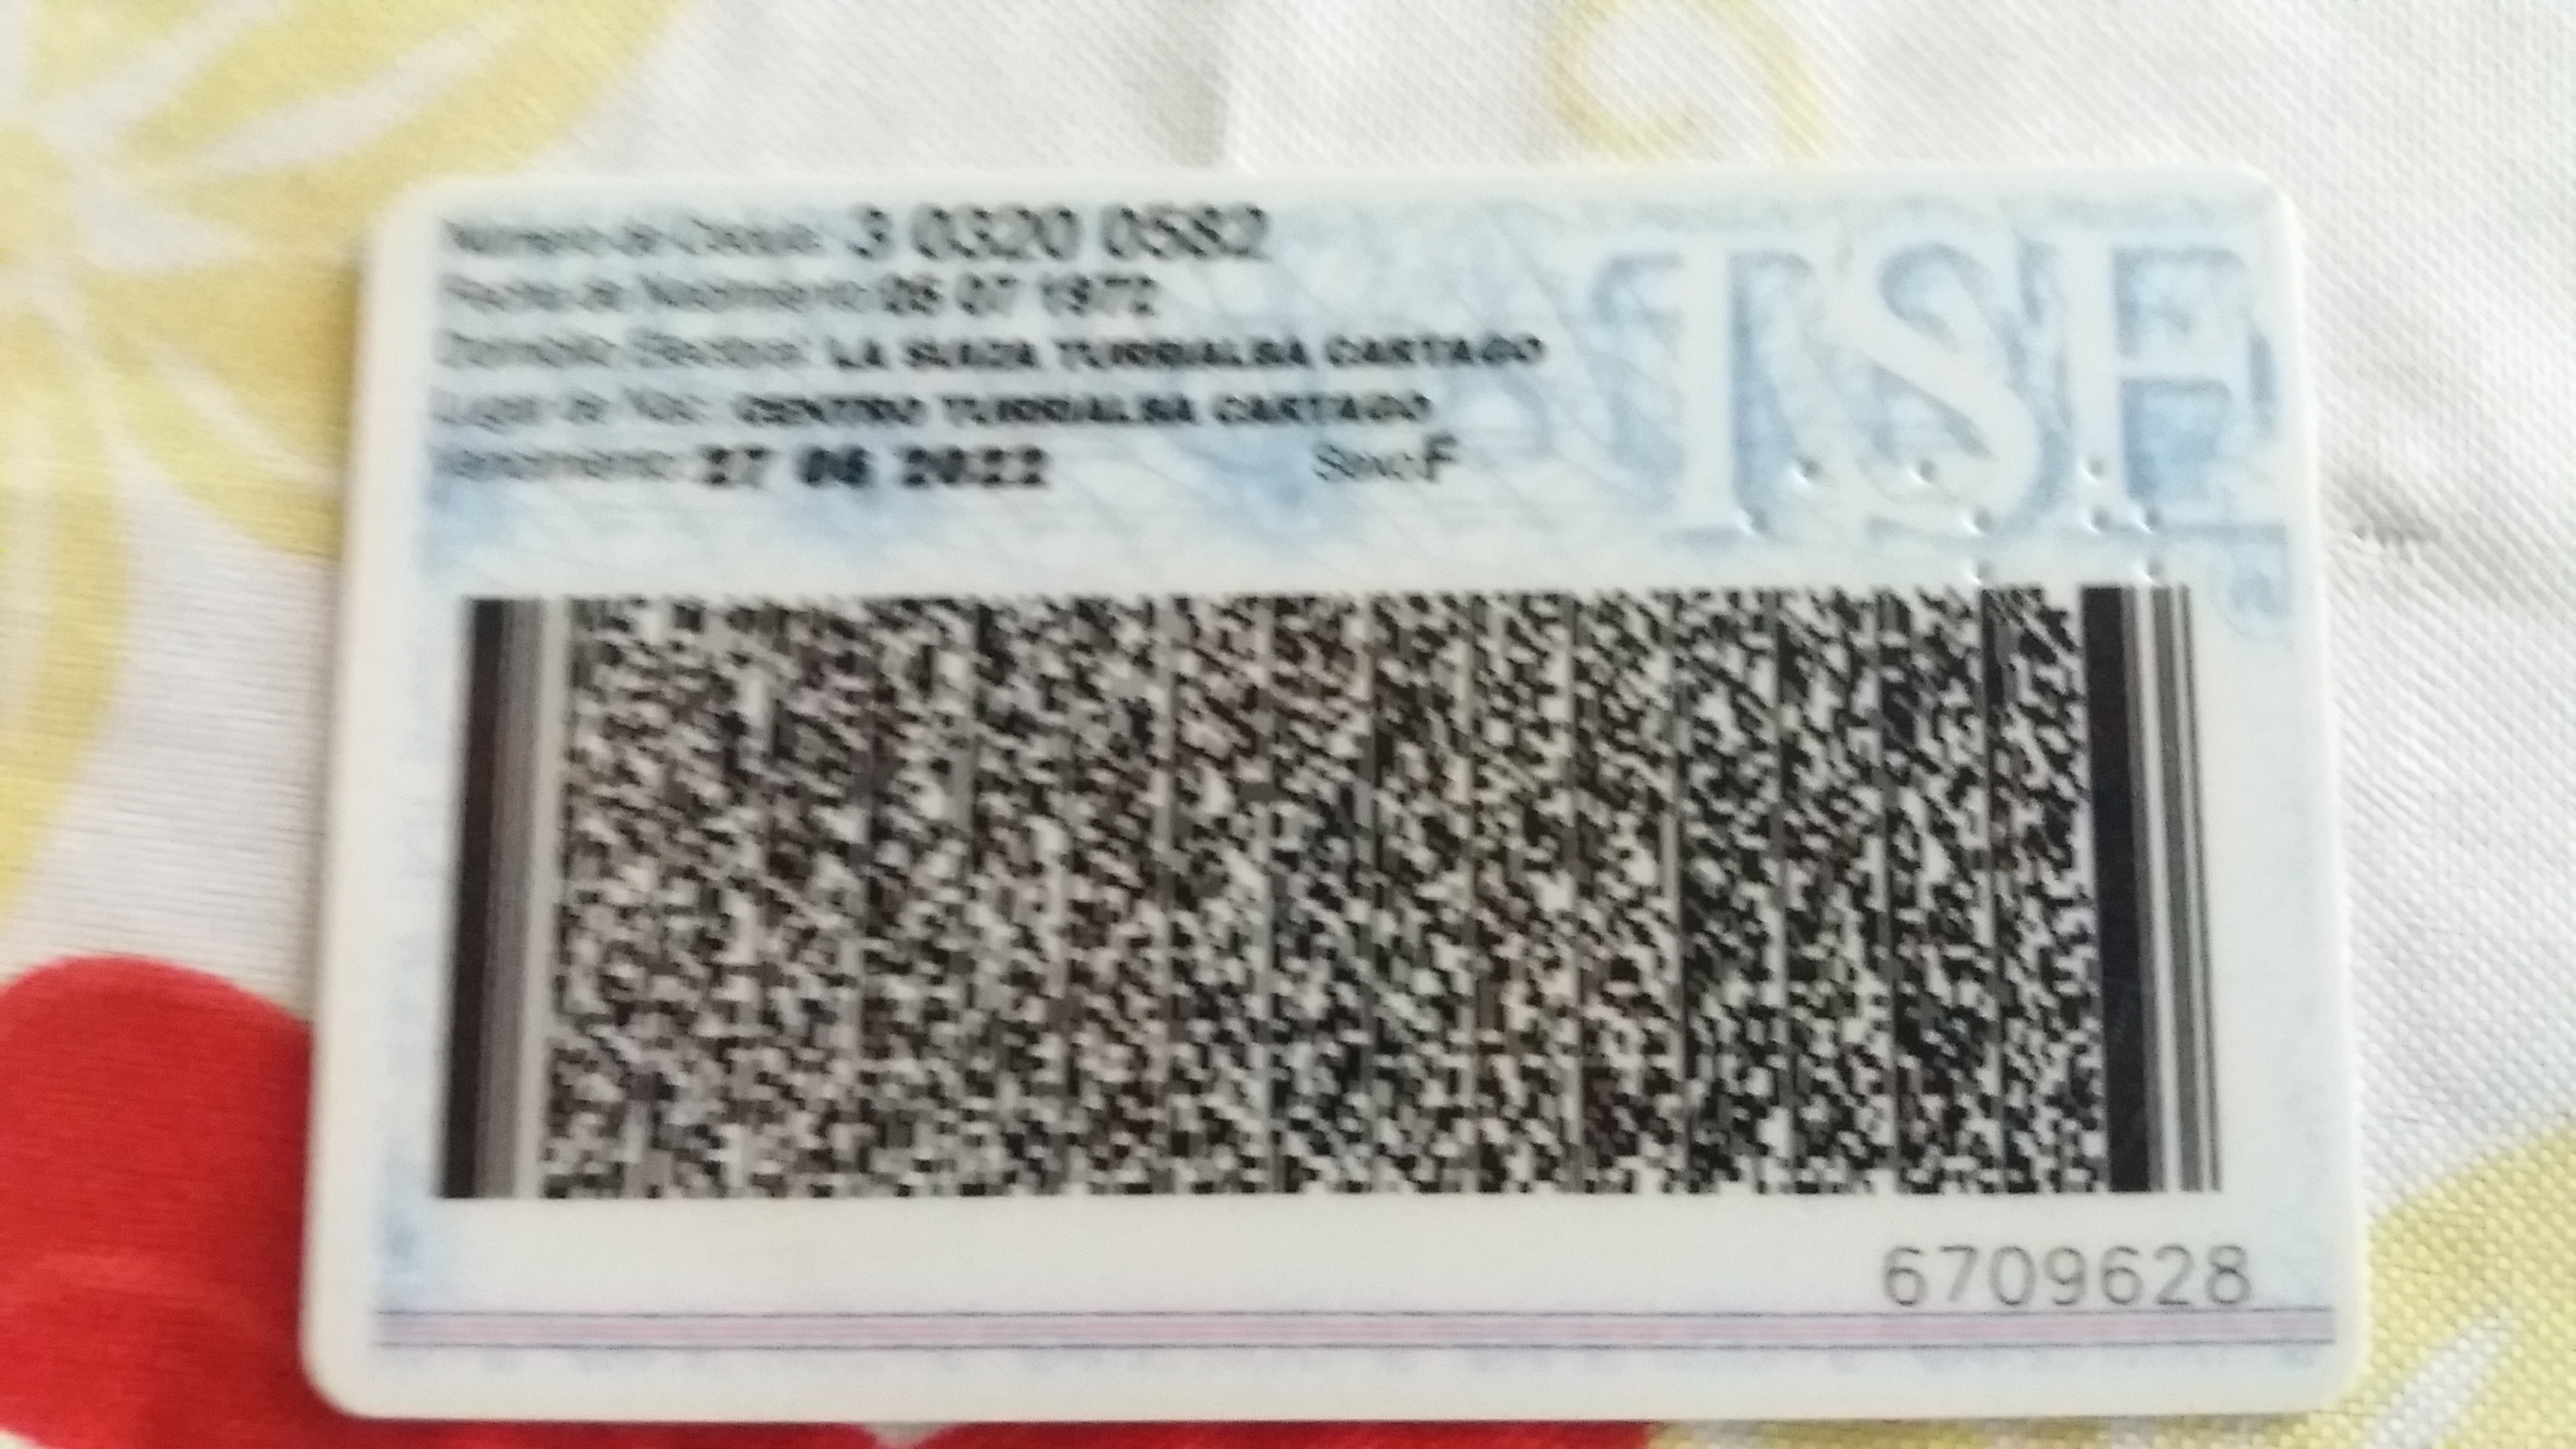 Número de Cédula: 3 0320 0582
Fecha de Nacimiento: 07 1972
Domicilio Electoral: LA SUIZA TURRIALBA CARTAGO
Lugar de Nac: CENTRO TURRIALBA CARTAGO
Vencimiento: 27 06 2022 Sexo: F
TSE
6709628